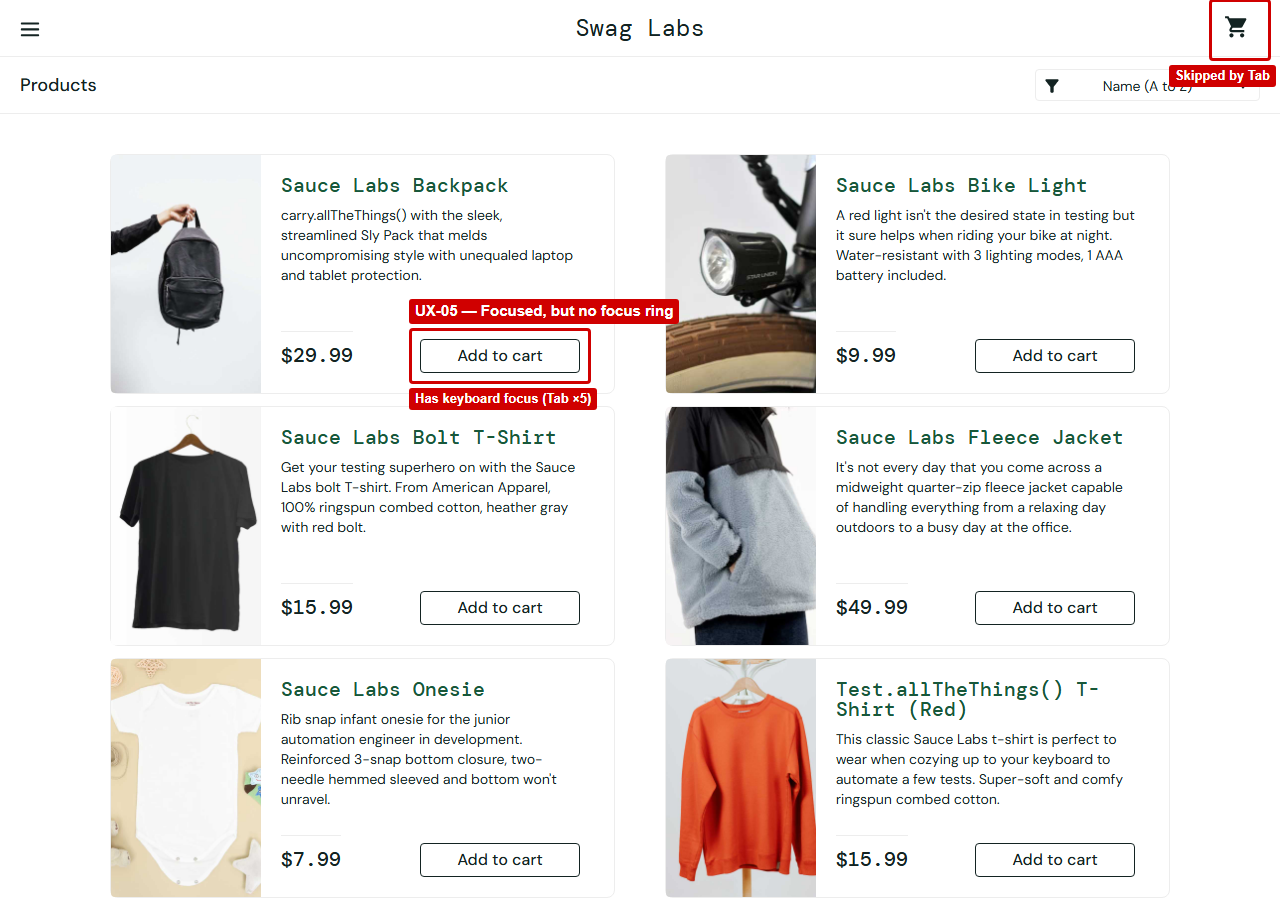 Swag Labs
Skipped by Tab
Products
Name (A to Z)
Sauce Labs Backpack
carry.allTheThings() with the sleek,
streamlined Sly Pack that melds
uncompromising style with unequaled laptop
and tablet protection.
UX-05 — Focused, but no focus ring
$29.99
Add to cart
Has keyboard focus (Tab ×5)
Sauce Labs Bike Light
A red light isn't the desired state in testing but
it sure helps when riding your bike at night.
Water-resistant with 3 lighting modes, 1 AAA
battery included.
$9.99
Add to cart
Sauce Labs Bolt T-Shirt
Get your testing superhero on with the Sauce
Labs bolt T-shirt. From American Apparel,
100% ringspun combed cotton, heather gray
with red bolt.
$15.99
Add to cart
Sauce Labs Fleece Jacket
It's not every day that you come across a
midweight quarter-zip fleece jacket capable
of handling everything from a relaxing day
outdoors to a busy day at the office.
$49.99
Add to cart
Sauce Labs Onesie
Rib snap infant onesie for the junior
automation engineer in development.
Reinforced 3-snap bottom closure, two-
needle hemmed sleeved and bottom won't
unravel.
$7.99
Add to cart
Test.allTheThings() T-
Shirt (Red)
This classic Sauce Labs t-shirt is perfect to
wear when cozying up to your keyboard to
automate a few tests. Super-soft and comfy
ringspun combed cotton.
$15.99
Add to cart